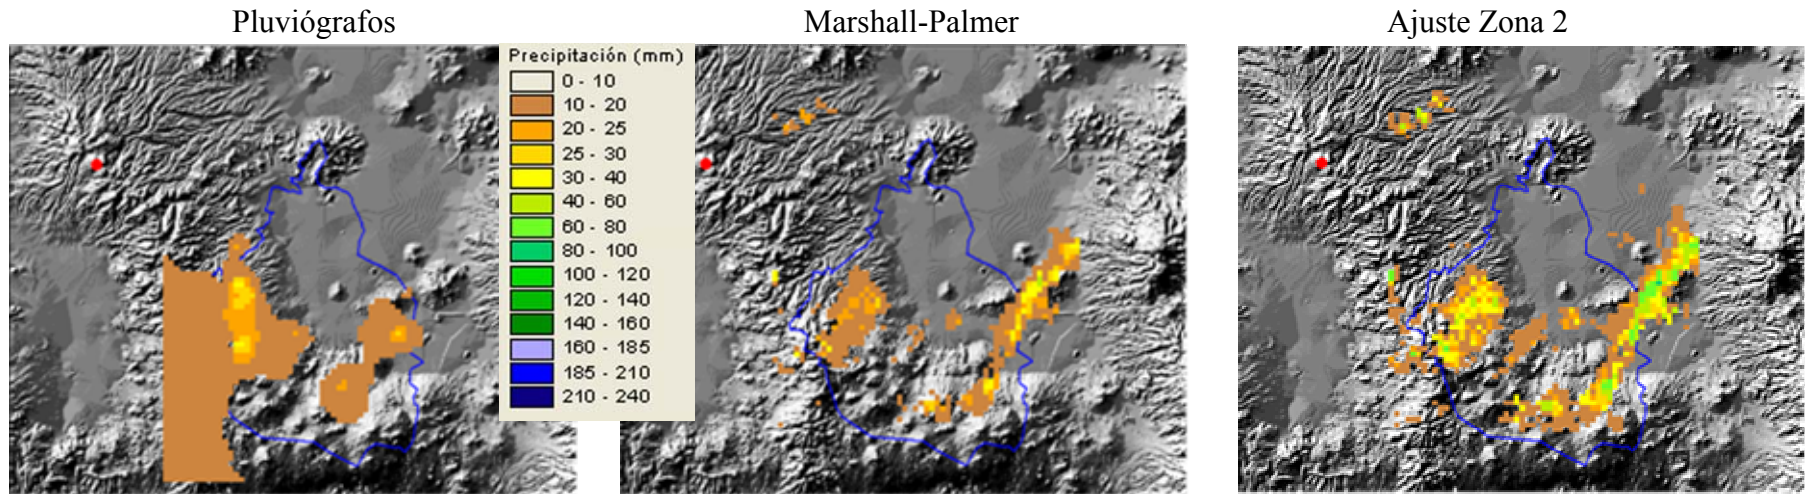 Pluviógrafos
Marshall-Palmer
Ajuste Zona 2
Precipitación (mm)
0 - 10
10 - 20
20 - 25
25 - 30
30 - 40
40 - 60
60 - 80
80 - 100
100 - 120
120 - 140
140 - 160
160 - 185
185 - 210
210 - 240